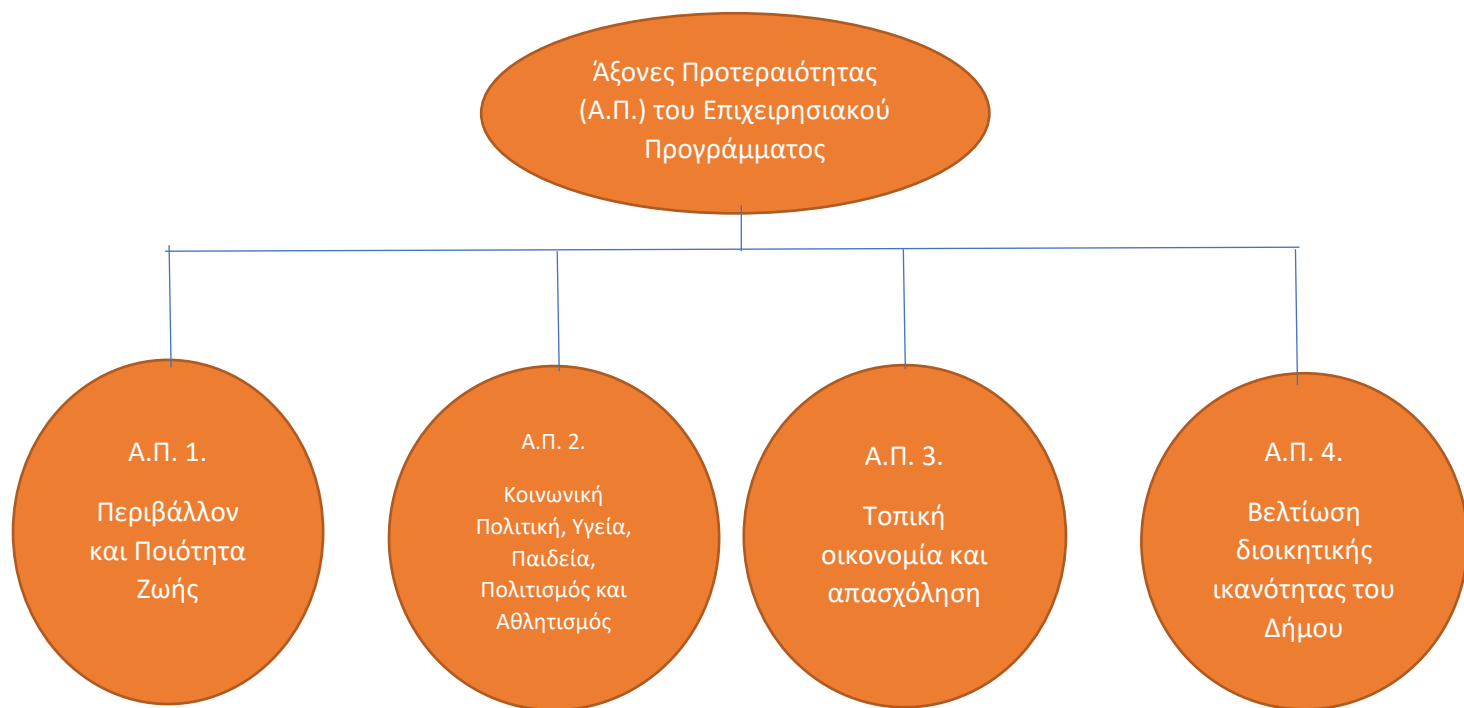 Άξονες Προτεραιότητας
(Α.Π.) του Επιχειρησιακού
Προγράμματος
Α.Π. 1.
Περιβάλλον
και Ποιότητα
Ζωής
Α.Π. 2.
Κοινωνική
Πολιτική, Υγεία,
Παιδεία,
Πολιτισμός και
Αθλητισμός
Α.Π. 3.
Τοπική
οικονομία και
απασχόληση
Α.Π. 4.
Βελτίωση
διοικητικής
ικανότητας του
Δήμου